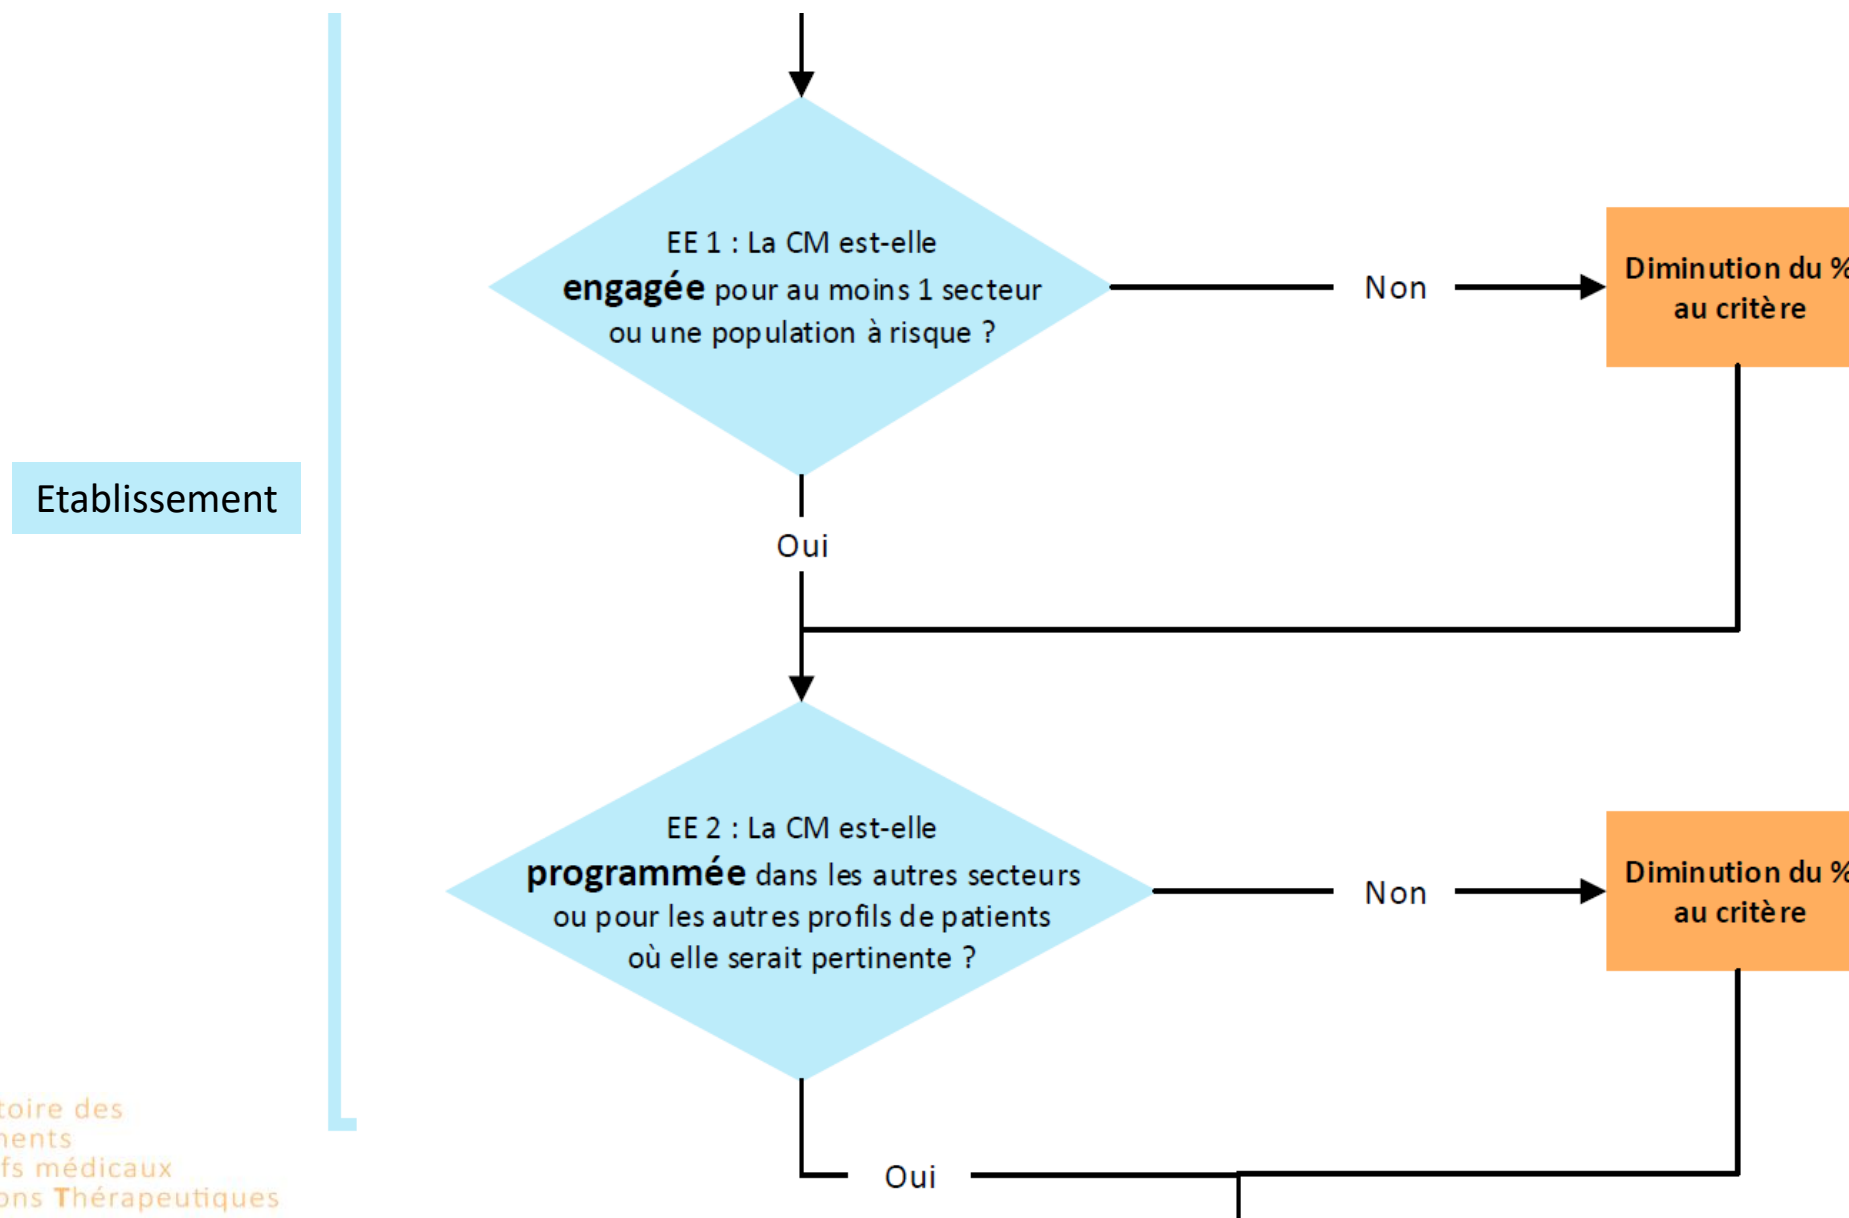 EE 1 : La CM est-elle
engagée pour au moins 1 secteur
ou une population à risque ?
Non
Diminution du %
au critère
Etablissement
Oui
EE 2 : La CM est-elle
programmée dans les autres secteurs
ou pour les autres profils de patients
où elle serait pertinente ?
Non
Diminution du %
au critère
Oui
toire des
ments
fs médicaux
ons Thérapeutiques